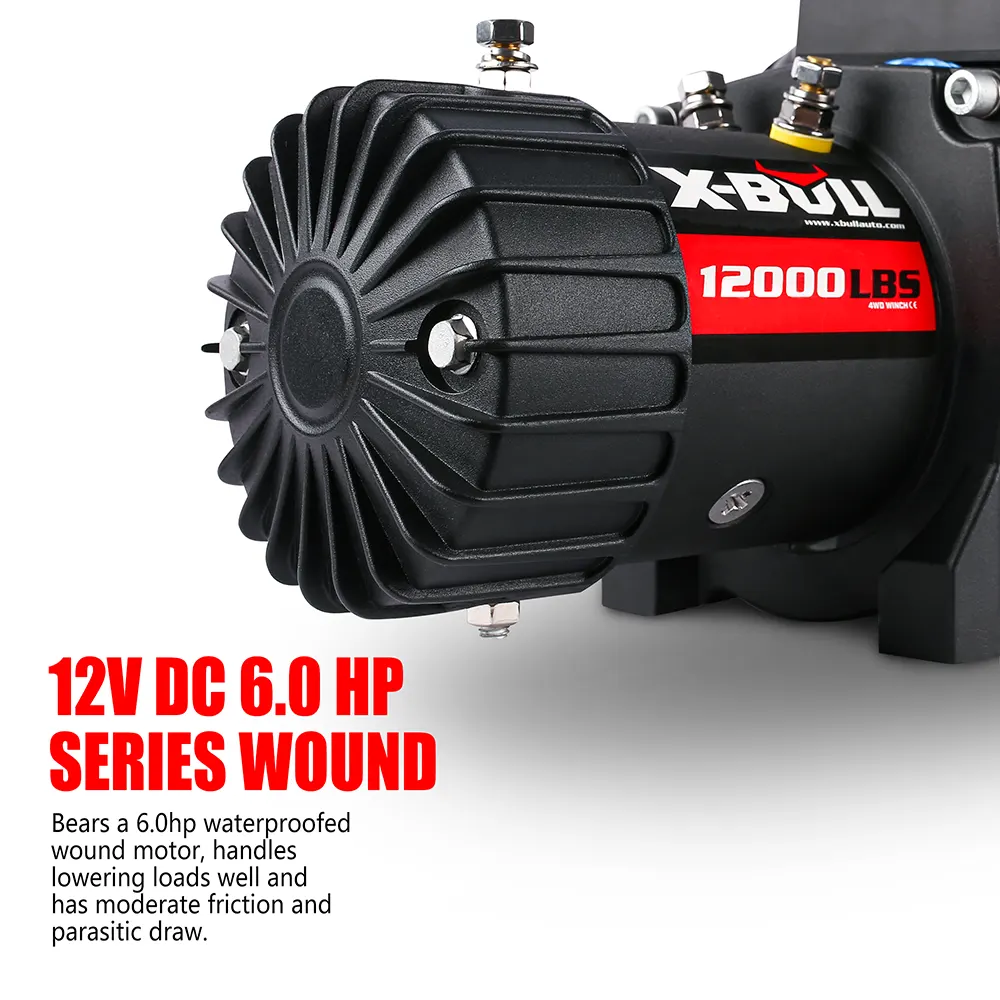 X-BULL
www.xbullauto.com
12000LBS
4WD WINCH CE
12V DC 6.0 HP
SERIES WOUND
Bears a 6.0hp waterproofed
wound motor, handles
lowering loads well and
has moderate friction and
parasitic draw.